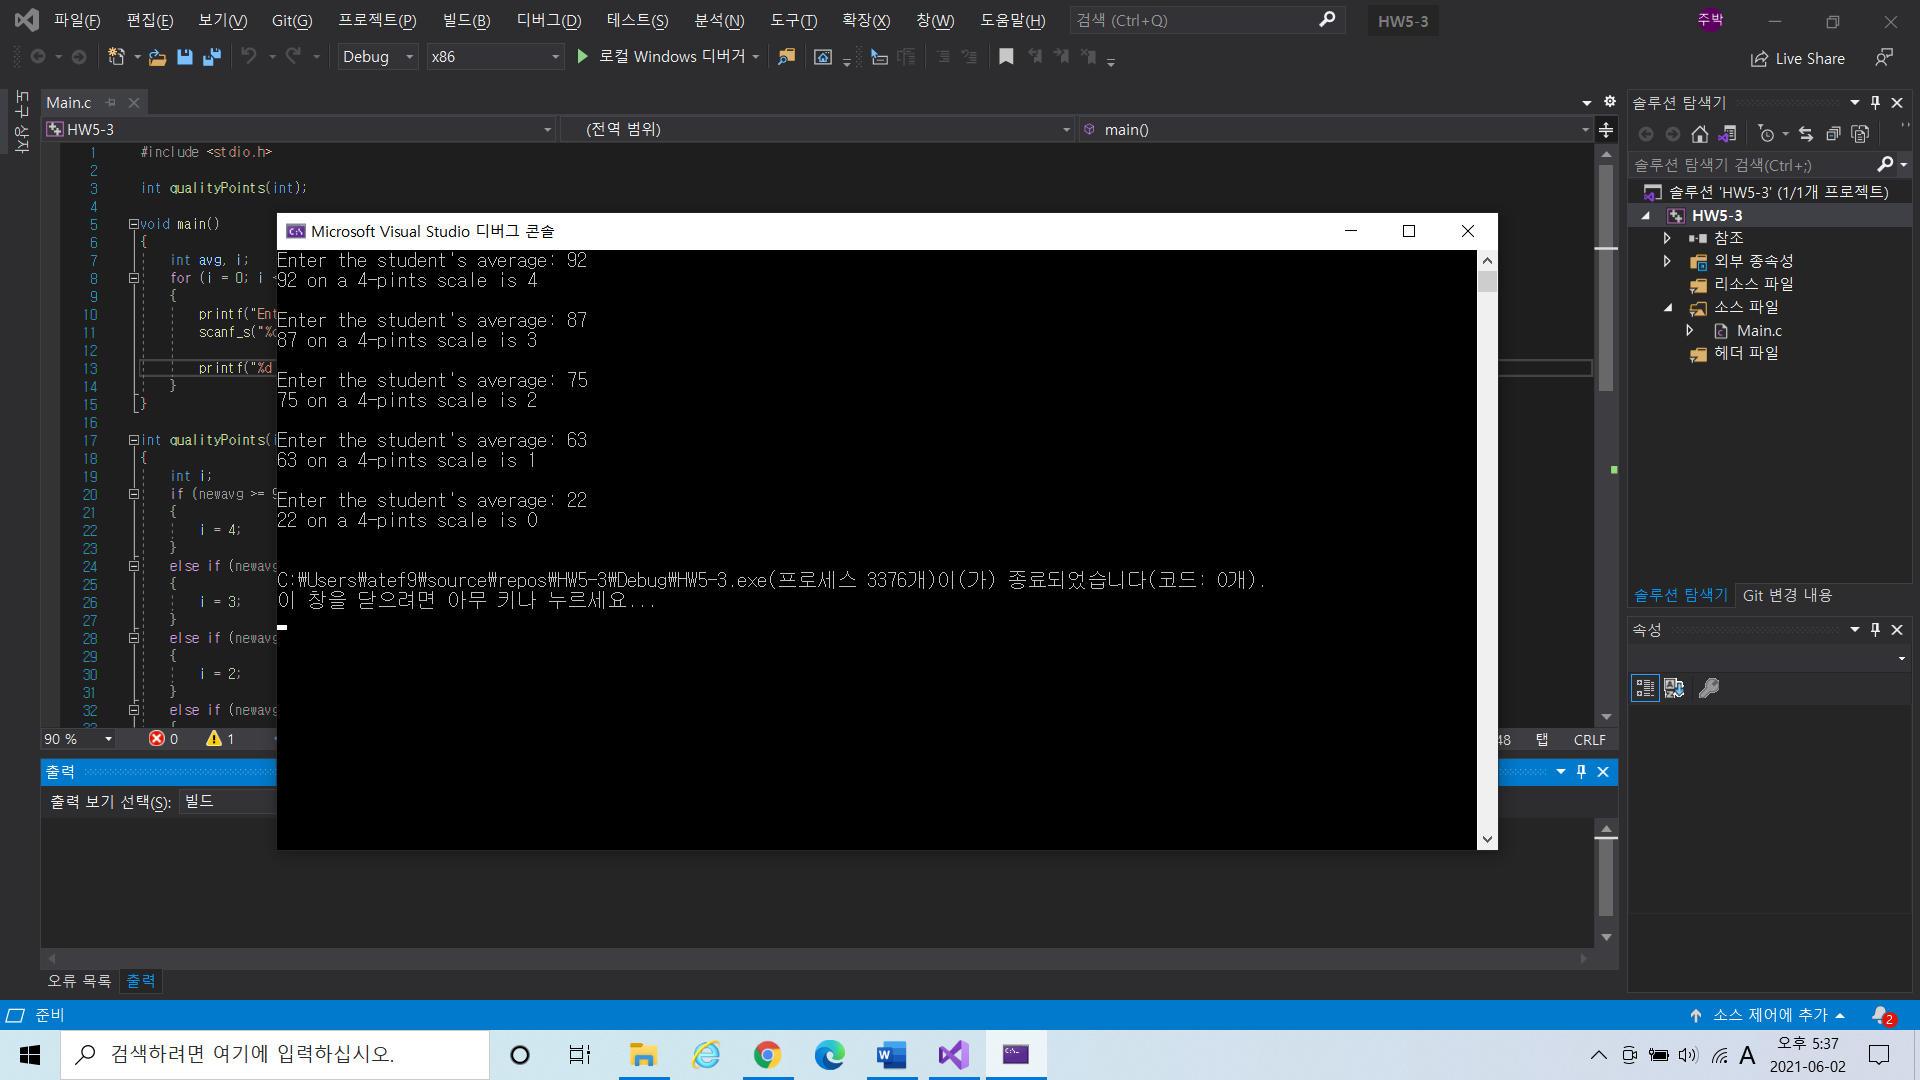 파일(F) 편집(E) 보기(V) Git(G) 프로젝트(P) 빌드(B) 디버그(D) 테스트(S) 분석(N) 도구(T) 확장(X) 창(W) 도움말(H) 검색 (Ctrl+Q) HW5-3 주박
Debug x86 로컬 Windows 디버거 Live Share
도구 상자
Main.c
HW5-3 (전역 범위) main()
1 #include <stdio.h>
2
3 int qualityPoints(int);
4
5 void main()
6 {
7 int avg, i;
8 for (i = 0; i
9 {
10 printf("Ent
11 scanf_s("%
12
13 printf("%d
14 }
15 }
16
17 int qualityPoints(i
18 {
19 int i;
20 if (newavg >= 9
21 {
22 i = 4;
23 }
24 else if (newavg
25 {
26 i = 3;
27 }
28 else if (newavg
29 {
30 i = 2;
31 }
32 else if (newavg
{
90 % 0 1 48 탭 CRLF
Microsoft Visual Studio 디버그 콘솔
Enter the student's average: 92
92 on a 4-pints scale is 4
Enter the student's average: 87
87 on a 4-pints scale is 3
Enter the student's average: 75
75 on a 4-pints scale is 2
Enter the student's average: 63
63 on a 4-pints scale is 1
Enter the student's average: 22
22 on a 4-pints scale is 0
C:₩Users₩atef9₩source₩repos₩HW5-3₩Debug₩HW5-3.exe(프로세스 3376개)이(가) 종료되었습니다(코드: 0개).
이 창을 닫으려면 아무 키나 누르세요...
출력
출력 보기 선택(S): 빌드
오류 목록 출력
솔루션 탐색기
솔루션 탐색기 검색(Ctrl+;)
솔루션 'HW5-3' (1/1개 프로젝트)
HW5-3
참조
외부 종속성
리소스 파일
소스 파일
Main.c
헤더 파일
솔루션 탐색기 Git 변경 내용
속성
준비 소스 제어에 추가 2
검색하려면 여기에 입력하십시오. A 오후 5:37
2021-06-02